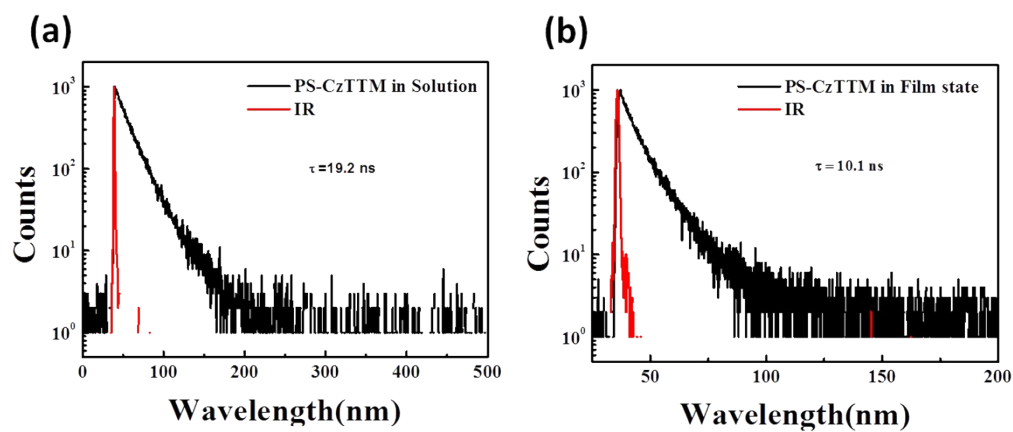 (a)
PS-CzTTM in Solution
IR
τ =19.2 ns
Counts
10³
10²
10¹
10⁰
0 100 200 300 400 500
Wavelength(nm)
(b)
PS-CzTTM in Film state
IR
τ = 10.1 ns
Counts
10³
10²
10¹
10⁰
50 100 150 200
Wavelength(nm)